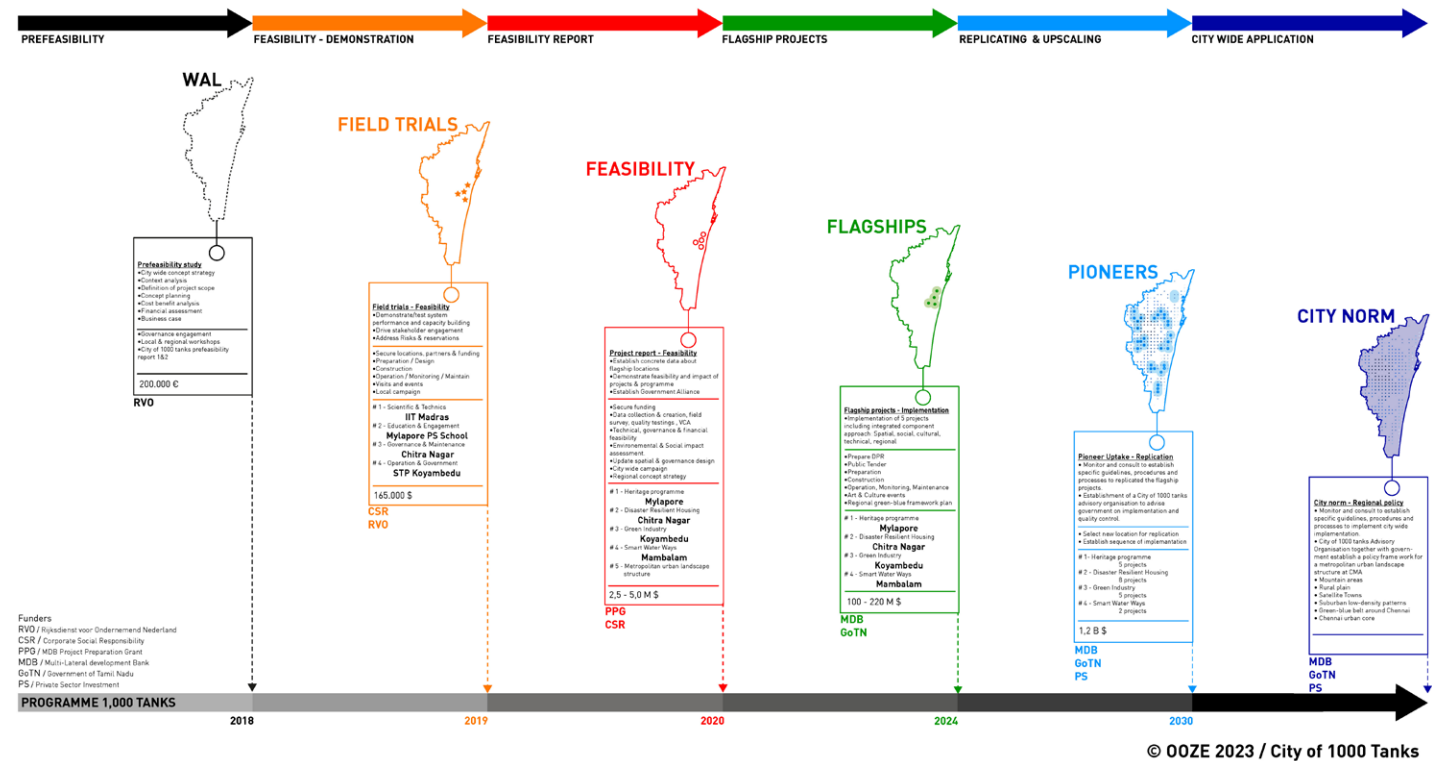 PREFEASIBILITY
FEASIBILITY - DEMONSTRATION
FEASIBILITY REPORT
FLAGSHIP PROJECTS
REPLICATING & UPSCALING
CITY WIDE APPLICATION
WAL
Prefeasibility study
•City wide concept strategy
•Context analysis
•Definition of project scope
•Concept planning
•Cost benefit analysis
•Financial assessment
•Business case
•Governance engagement
•Local & regional workshops
•City of 1000 tanks prefeasibility
report 1&2
200.000 €
RVO
FIELD TRIALS
Field trials - Feasibility
•Demonstrate/test system
performance and capacity building
•Drive stakeholder engagement
•Address Risks & reservations
•Secure locations, partners & funding
•Preparation / Design
•Construction
•Operation / Monitoring / Maintain
•Visits and events
•Local campaign
# 1 - Scientific & Technics
IIT Madras
# 2 - Education & Engagement
Mylapore PS School
# 3 - Governance & Maintenance
Chitra Nagar
# 4 - Operation & Government
STP Koyambedu
165.000 $
CSR
RVO
FEASIBILITY
Project report - Feasibility
•Establish concrete data about
flagship locations
•Demonstrate feasibility and impact of
projects & programme
•Establish Government Alliance
•Secure funding
•Data collection & creation, field
survey, quality testings , VCA
•Technical, governance & financial
feasibility
•Environmental & Social impact
assessment.
•Update spatial & governance design
•City wide campaign
•Regional concept strategy
# 1 - Heritage programme
Mylapore
# 2 - Disaster Resilient Housing
Chitra Nagar
# 3 - Green Industry
Koyambedu
# 4 - Smart Water Ways
Mambalam
# 5 - Metropolitan urban landscape
structure
2,5 - 5,0 M $
PPG
CSR
FLAGSHIPS
Flagship projects - Implementation
•Implementation of 5 projects
including integrated component
approach: Spatial, social, cultural,
technical, regional
•Prepare DPR
•Public Tender
•Preparation
•Construction
•Operation, Monitoring, Maintenance
•Art & Culture events
•Regional green-blue framework plan
# 1 - Heritage programme
Mylapore
# 2 - Disaster Resilient Housing
Chitra Nagar
# 3 - Green Industry
Koyambedu
# 4 - Smart Water Ways
Mambalam
100 - 220 M $
MDB
GoTN
PIONEERS
Pioneer Uptake - Replication
• Monitor and consult to establish
specific guidelines, procedures and
processes to replicated the flagship
projects.
• Establishment of a City of 1000 tanks
advisory organisation to advise
government on implementation and
quality control.
• Select new location for replication
• Establish sequence of implementation
# 1- Heritage programme
5 projects
# 2 - Disaster Resilient Housing
8 projects
# 3 - Green Industry
5 projects
# 4 - Smart Water Ways
2 projects
1,2 B $
MDB
GoTN
PS
CITY NORM
City norm - Regional policy
• Monitor and consult to establish
specific guidelines, procedures and
processes to implement city wide
implementation.
• City of 1000 tanks Advisory
Organisation together with govern-
ment establish a policy frame work for
a metropolitan urban landscape
structure at CMA
• Mountain areas
• Rural plain
• Satellite Towns
• Suburban low-density patterns
• Green-blue belt around Chennai
• Chennai urban core
MDB
GoTN
PS
Funders
RVO / Rijksdienst voor Ondernemend Nederland
CSR / Corporate Social Responsibility
PPG / MDB Project Preparation Grant
MDB / Multi-Lateral development Bank
GoTN / Government of Tamil Nadu
PS / Private Sector Investment
PROGRAMME 1,000 TANKS
2018
2019
2020
2024
2030
© OOZE 2023 / City of 1000 Tanks